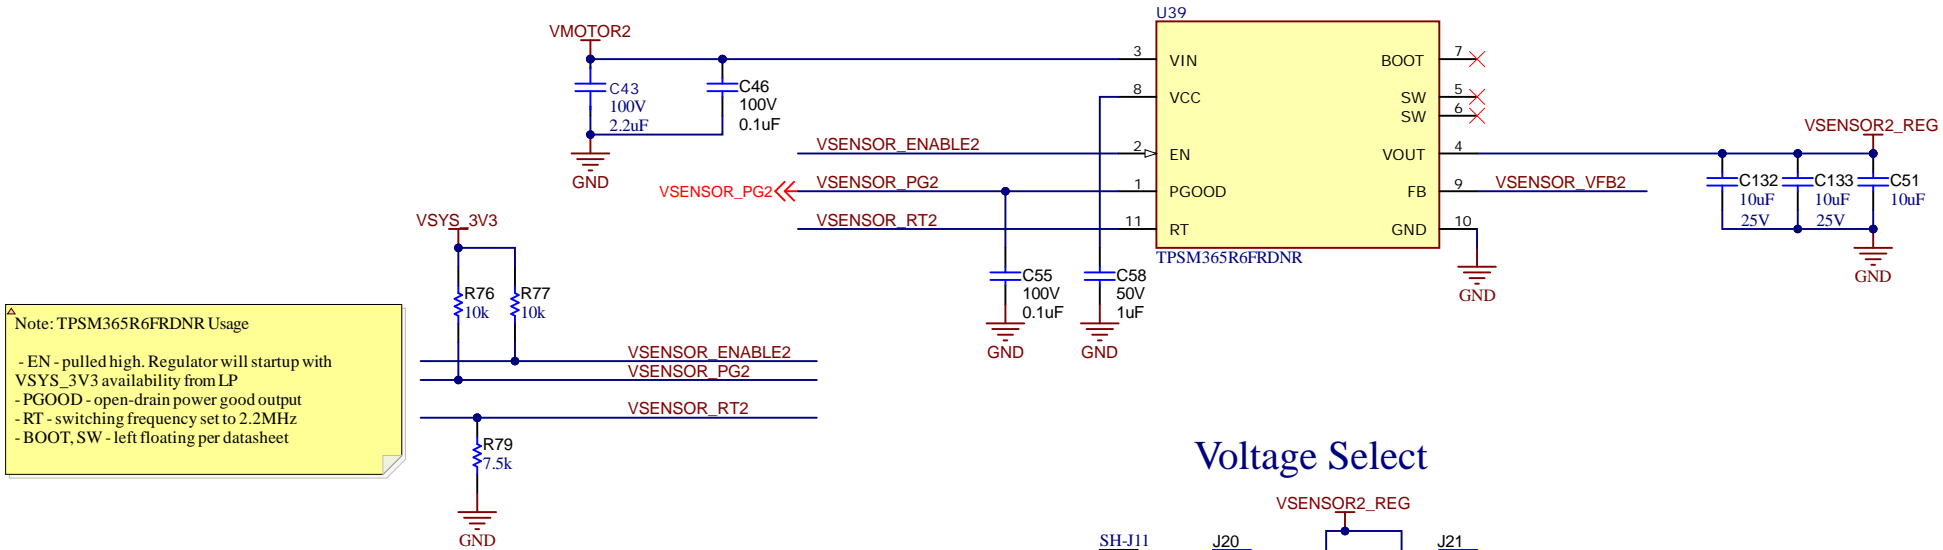 U39
VMOTOR2
3
VIN
BOOT
7
C43
100V
2.2uF
C46
100V
0.1uF
8
VCC
SW
5
SW
6
VSENSOR2_REG
VSENSOR_ENABLE2
2
EN
VOUT
4
GND
VSENSOR_PG2
VSENSOR_PG2
1
PGOOD
FB
9
VSENSOR_VFB2
C132
10uF
25V
C133
10uF
25V
C51
10uF
VSYS_3V3
VSENSOR_RT2
11
RT
GND
10
TPSM365R6FRDNR
C55
100V
0.1uF
C58
50V
1uF
GND
GND
GND
GND
R76
10k
R77
10k
Note: TPSM365R6FRDNR Usage
- EN - pulled high. Regulator will startup with
VSYS_3V3 availability from LP
- PGOOD - open-drain power good output
- RT - switching frequency set to 2.2MHz
- BOOT, SW - left floating per datasheet
VSENSOR_ENABLE2
VSENSOR_PG2
VSENSOR_RT2
R79
7.5k
GND
Voltage Select
VSENSOR2_REG
SH-J11
J20
J21